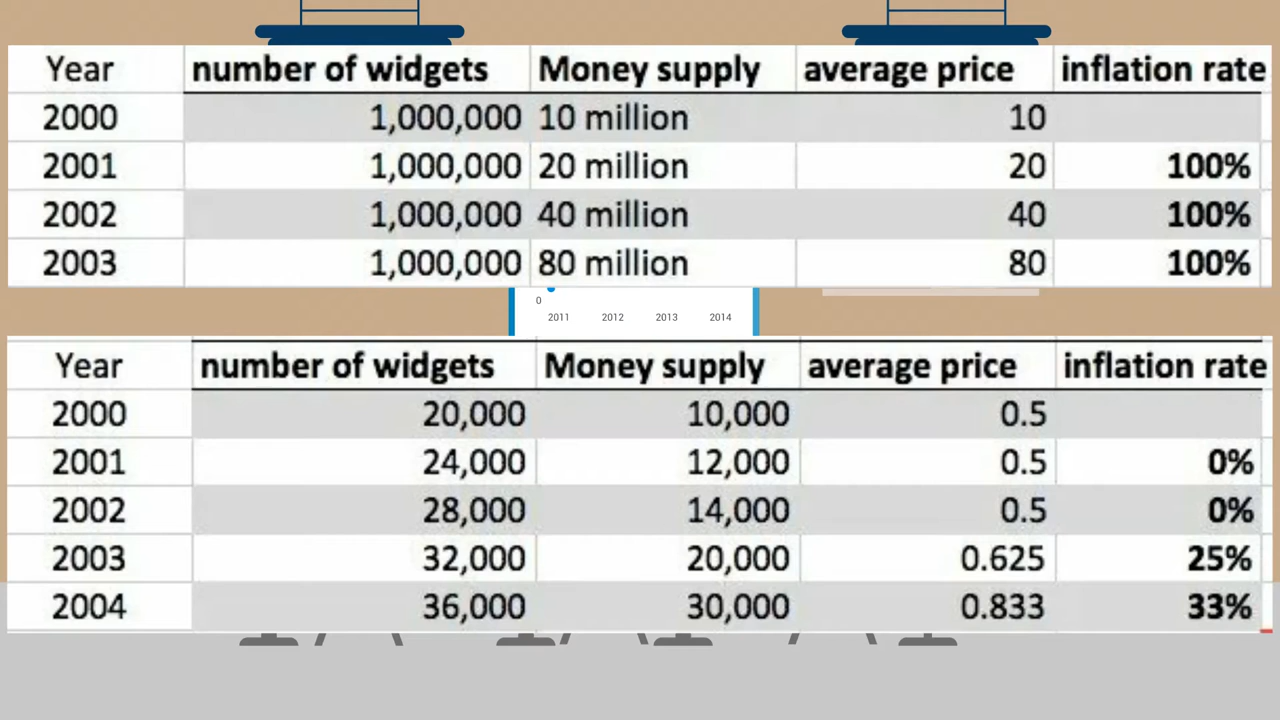 Year number of widgets Money supply average price inflation rate
2000 1,000,000 10 million 10
2001 1,000,000 20 million 20 100%
2002 1,000,000 40 million 40 100%
2003 1,000,000 80 million 80 100%
0
2011 2012 2013 2014
Year number of widgets Money supply average price inflation rate
2000 20,000 10,000 0.5
2001 24,000 12,000 0.5 0%
2002 28,000 14,000 0.5 0%
2003 32,000 20,000 0.625 25%
2004 36,000 30,000 0.833 33%